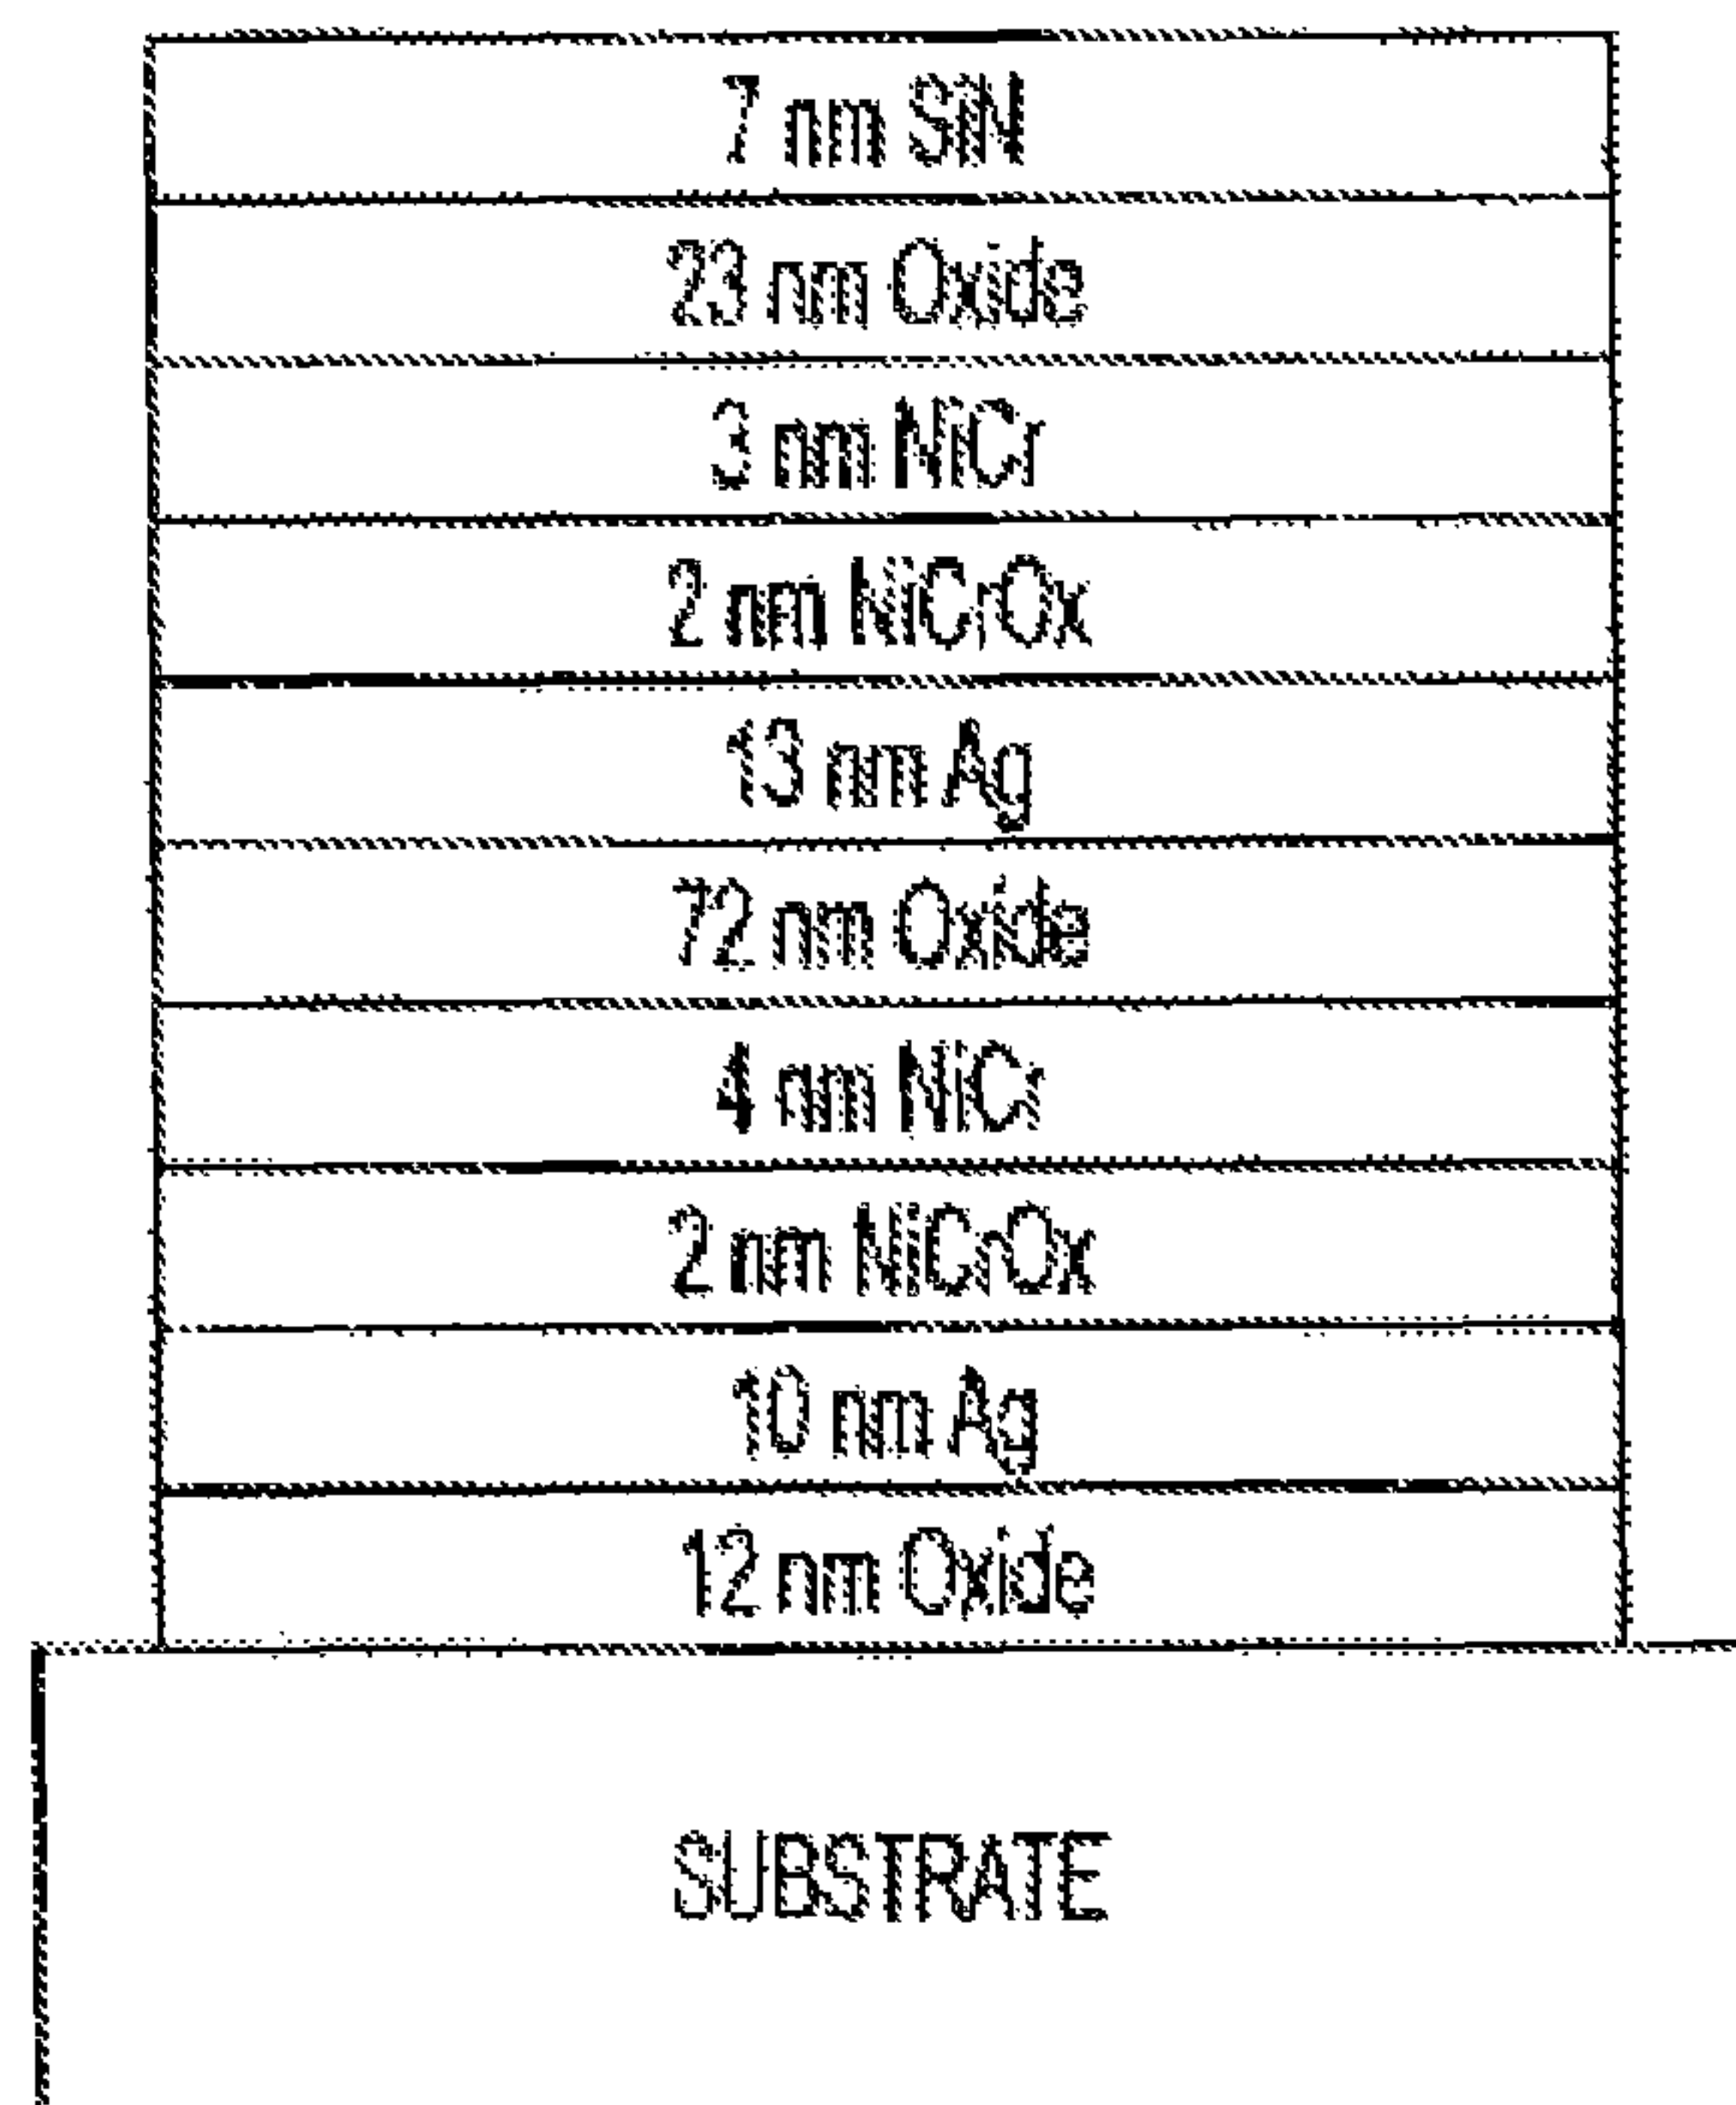 7 nm SiN
23 nm Oxide
3 nm NiCr
2 nm NiCrOx
13 nm Ag
72 nm Oxide
4 nm NiCr
2 nm NiCrOx
10 nm Ag
12 nm Oxide
SUBSTRATE